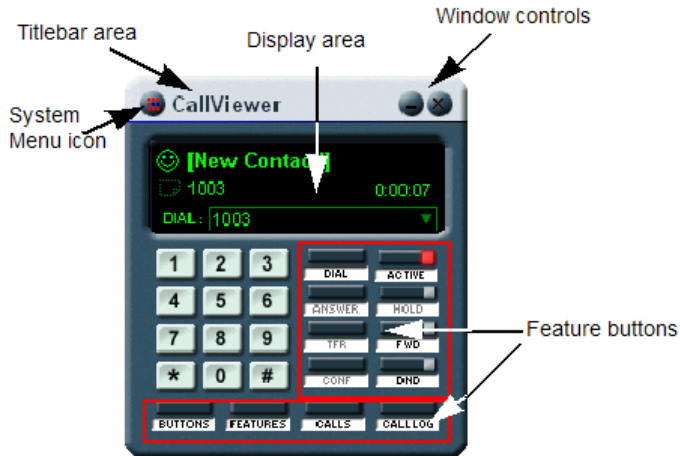 Titlebar area
Display area
Window controls
System
Menu icon
CallViewer
[New Contact]
1003
0:00:07
DIAL: 1003
1 2 3
DIAL ACTIVE
4 5 6
ANSWER HOLD
7 8 9
TFR FWD
Feature buttons
* 0 #
CONF DND
BUTTONS FEATURES CALLS CALL LOG